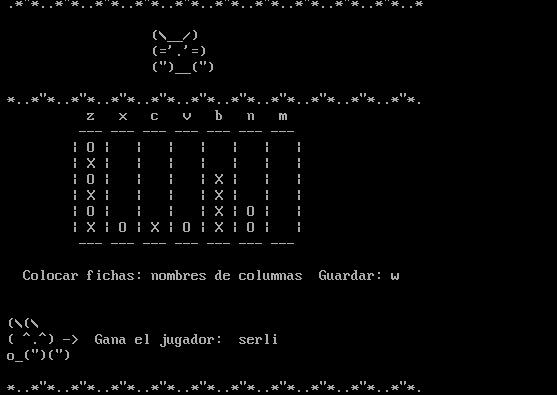 .*"*..*"*..*"*..*"*..*"*..*"*..*"*..*"*..*"*..*"*..*"*..*"*..*
(\__/)
(='.'=)
(")__(")
*..*"*..*"*..*"*..*"*..*"*..*"*..*"*..*"*..*"*..*"*..*"*..*"*.
z x c v b n m
--- --- --- --- --- --- ---
| O |   |   |   |   |   |   |
| X |   |   |   |   |   |   |
| O |   |   |   | X |   |   |
| X |   |   |   | X |   |   |
| O |   |   |   | X | O |   |
| X | O | X | O | X | O |   |
--- --- --- --- --- --- ---
Colocar fichas: nombres de columnas  Guardar: w
(\(\
( ^.^) -> Gana el jugador:  serli
o_(")(")
*..*"*..*"*..*"*..*"*..*"*..*"*..*"*..*"*..*"*..*"*..*"*..*"*.